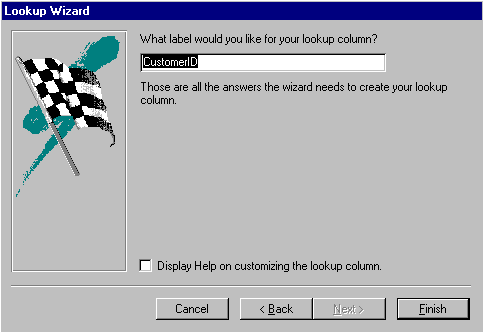 Lookup Wizard
What label would you like for your lookup column?
CustomerID
Those are all the answers the wizard needs to create your lookup
column.
Display Help on customizing the lookup column.
Cancel
< Back
Next >
Finish